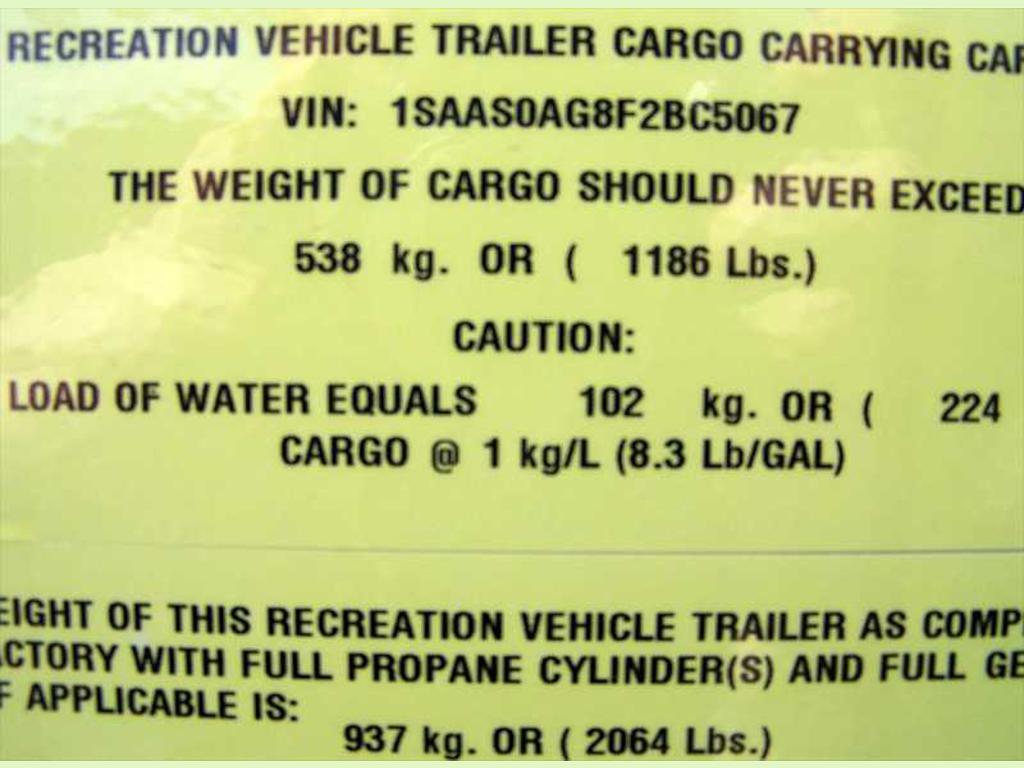 RECREATION VEHICLE TRAILER CARGO CARRYING CAP
VIN: 1SAAS0AG8F2BC5067
THE WEIGHT OF CARGO SHOULD NEVER EXCEED
538 kg. OR ( 1186 Lbs.)
CAUTION:
LOAD OF WATER EQUALS 102 kg. OR ( 224
CARGO @ 1 kg/L (8.3 Lb/GAL)
EIGHT OF THIS RECREATION VEHICLE TRAILER AS COMP
ACTORY WITH FULL PROPANE CYLINDER(S) AND FULL GE
F APPLICABLE IS:
937 kg. OR ( 2064 Lbs.)